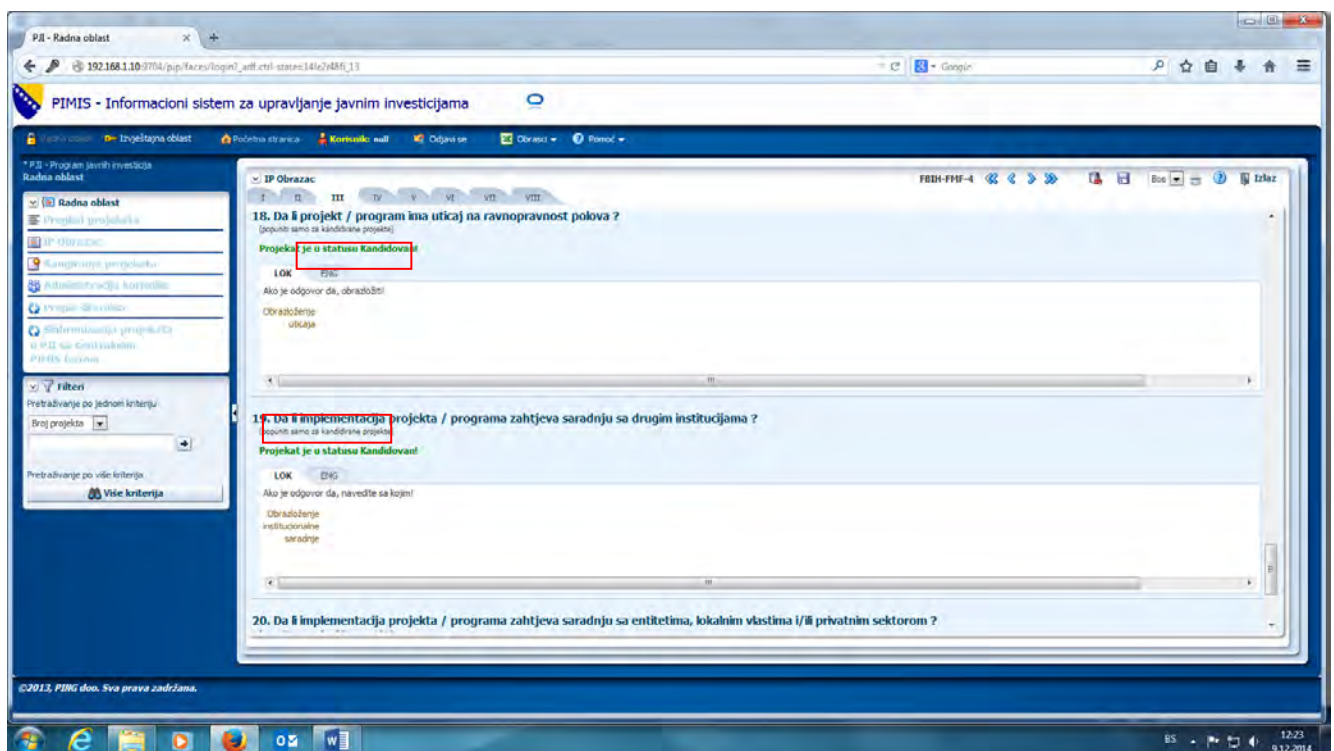 PJI - Radna oblast
192.168.1.10:9704/pip/faces/login?_adf.ctrl-state=
Google
PIMIS - Informacioni sistem za upravljanje javnim investicijama
Radna oblast Izvještajna oblast Početna stranica Korisnik: null Odjavi se Obrasci Pomoć
* PJI - Program javnih investicija
Radna oblast
Radna oblast
Pregled projekata
IP Obrazac
Rangiranje projekata
Administracija korisnika
Sinhronizacija projekata
u PJI sa Centralnom
PIMIS bazom
Filteri
Pretraživanje po jednom kriteriju
Broj projekta
Pretraživanje po više kriterija
Više kriterija
IP Obrazac FBIH-FMF-4 Bos Izlaz
I II III IV V VI VII VIII
18. Da li projekt / program ima uticaj na ravnopravnost polova ?
(popuniti samo za kandidirane projekte)
Projekat je u statusu Kandidovan!
LOK ENG
Ako je odgovor da, obrazložiti!
Obrazloženje
uticaja
19. Da li implementacija projekta / programa zahtjeva saradnju sa drugim institucijama ?
(popuniti samo za kandidirane projekte)
Projekat je u statusu Kandidovan!
LOK ENG
Ako je odgovor da, navedite sa kojim!
Obrazloženje
institucionalne
saradnje
20. Da li implementacija projekta / programa zahtjeva saradnju sa entitetima, lokalnim vlastima i/ili privatnim sektorom ?
©2013, PING doo. Sva prava zadržana.
BS
12:23
9.12.2014